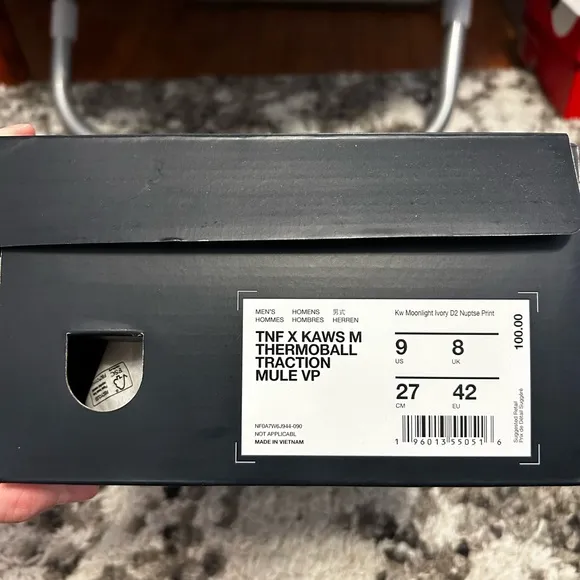 MEN'S HOMENS 男式
HOMMES HOMBRES HERREN
TNF X KAWS M
THERMOBALL
TRACTION
MULE VP
NF0A7W6J944-090
NOT APPLICABL
MADE IN VIETNAM
Kw Moonlight Ivory D2 Nuptse Print
9 8
US UK
27 42
CM EU
1 96013 55051 6
100.00
Suggested Retail
Prix de Détail Suggéré
FSC